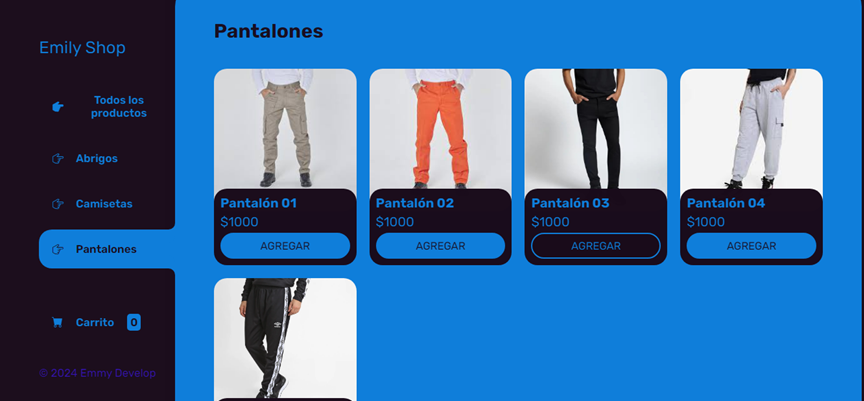 Emily Shop
Todos los
productos
Abrigos
Camisetas
Pantalones
Carrito 0
© 2024 Emmy Develop
Pantalones
Pantalón 01
$1000
AGREGAR
Pantalón 02
$1000
AGREGAR
Pantalón 03
$1000
AGREGAR
Pantalón 04
$1000
AGREGAR